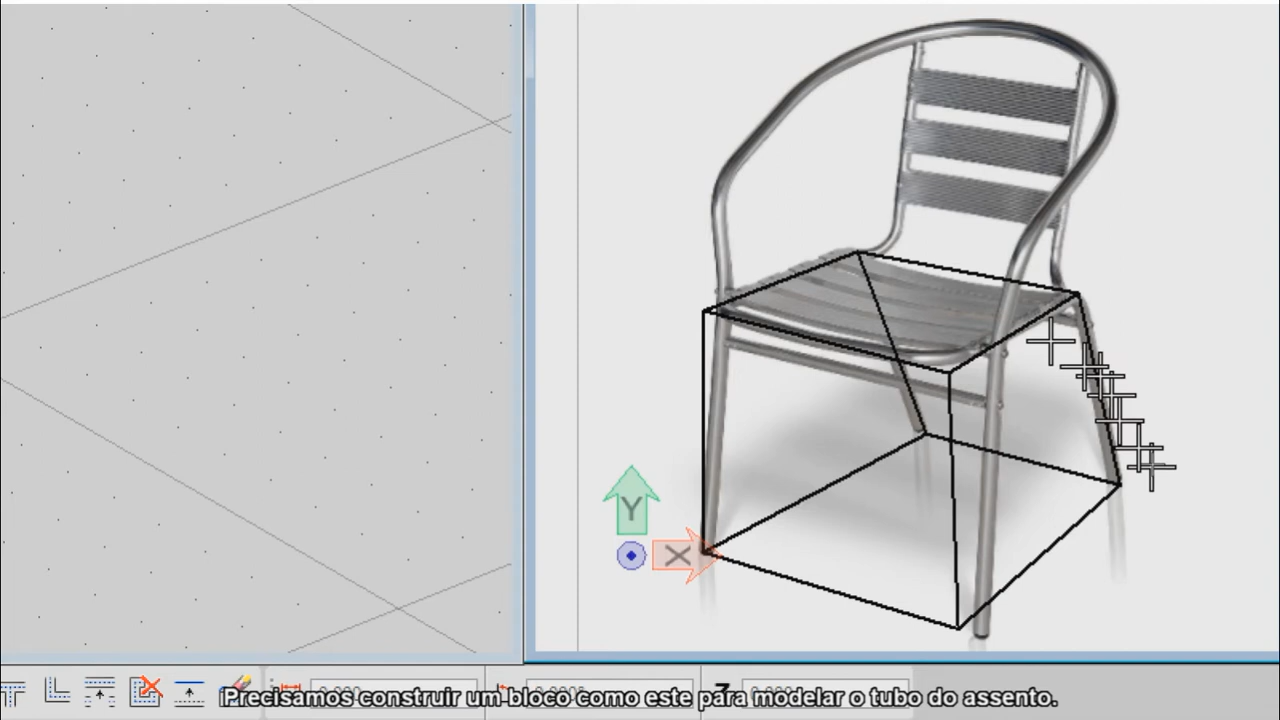 Y
X
Z
Precisamos construir um bloco como este para modelar o tubo do assento.